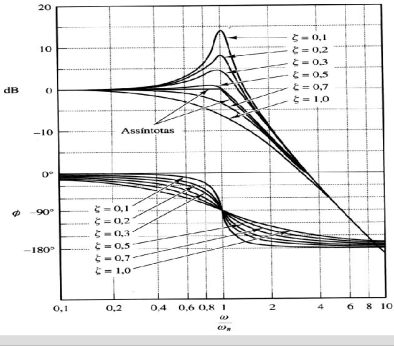 20
10
dB
0
−10
ζ = 0,1
ζ = 0,2
ζ = 0,3
ζ = 0,5
ζ = 0,7
ζ = 1,0
Assíntotas
0°
ϕ
−90°
−180°
ζ = 0,1
ζ = 0,2
ζ = 0,3
ζ = 0,5
ζ = 0,7
ζ = 1,0
0,1 0,2 0,4 0,6 0,8 1 2 4 6 8 10
ω
ωn